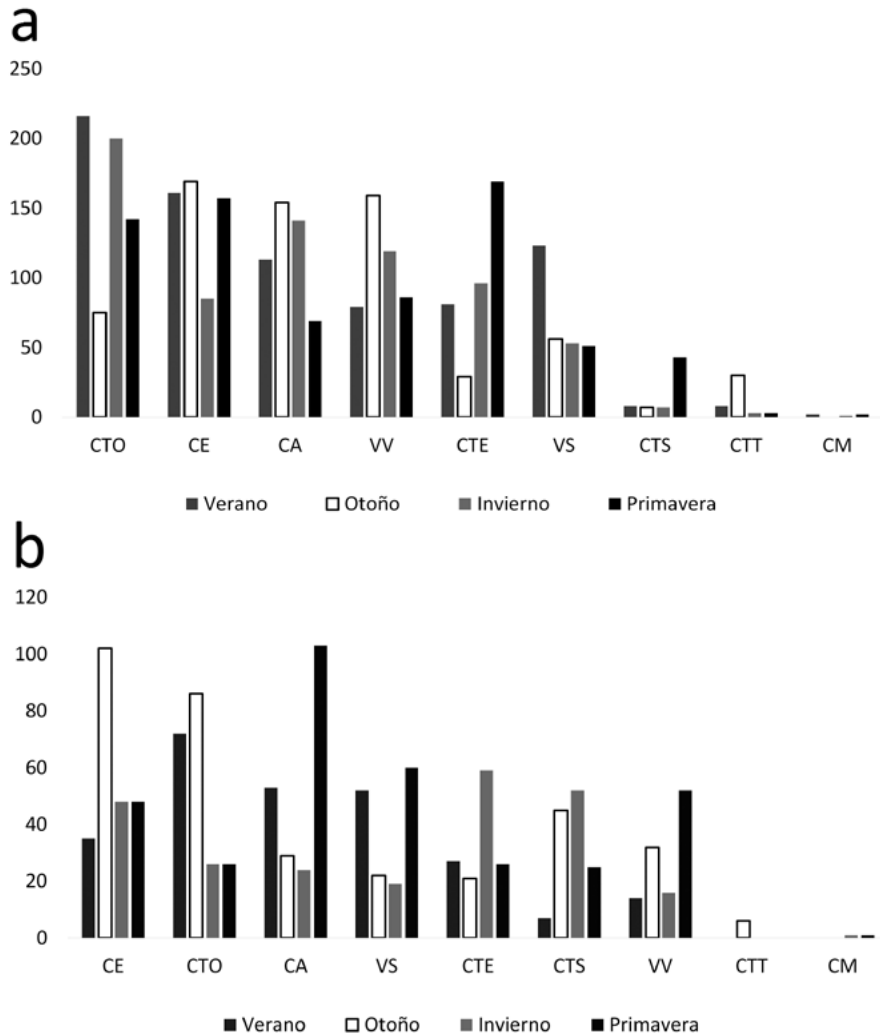 a
250
200
150
100
50
0
CTO CE CA VV CTE VS CTS CTT CM
Verano Otoño Invierno Primavera
b
120
100
80
60
40
20
0
CE CTO CA VS CTE CTS VV CTT CM
Verano Otoño Invierno Primavera